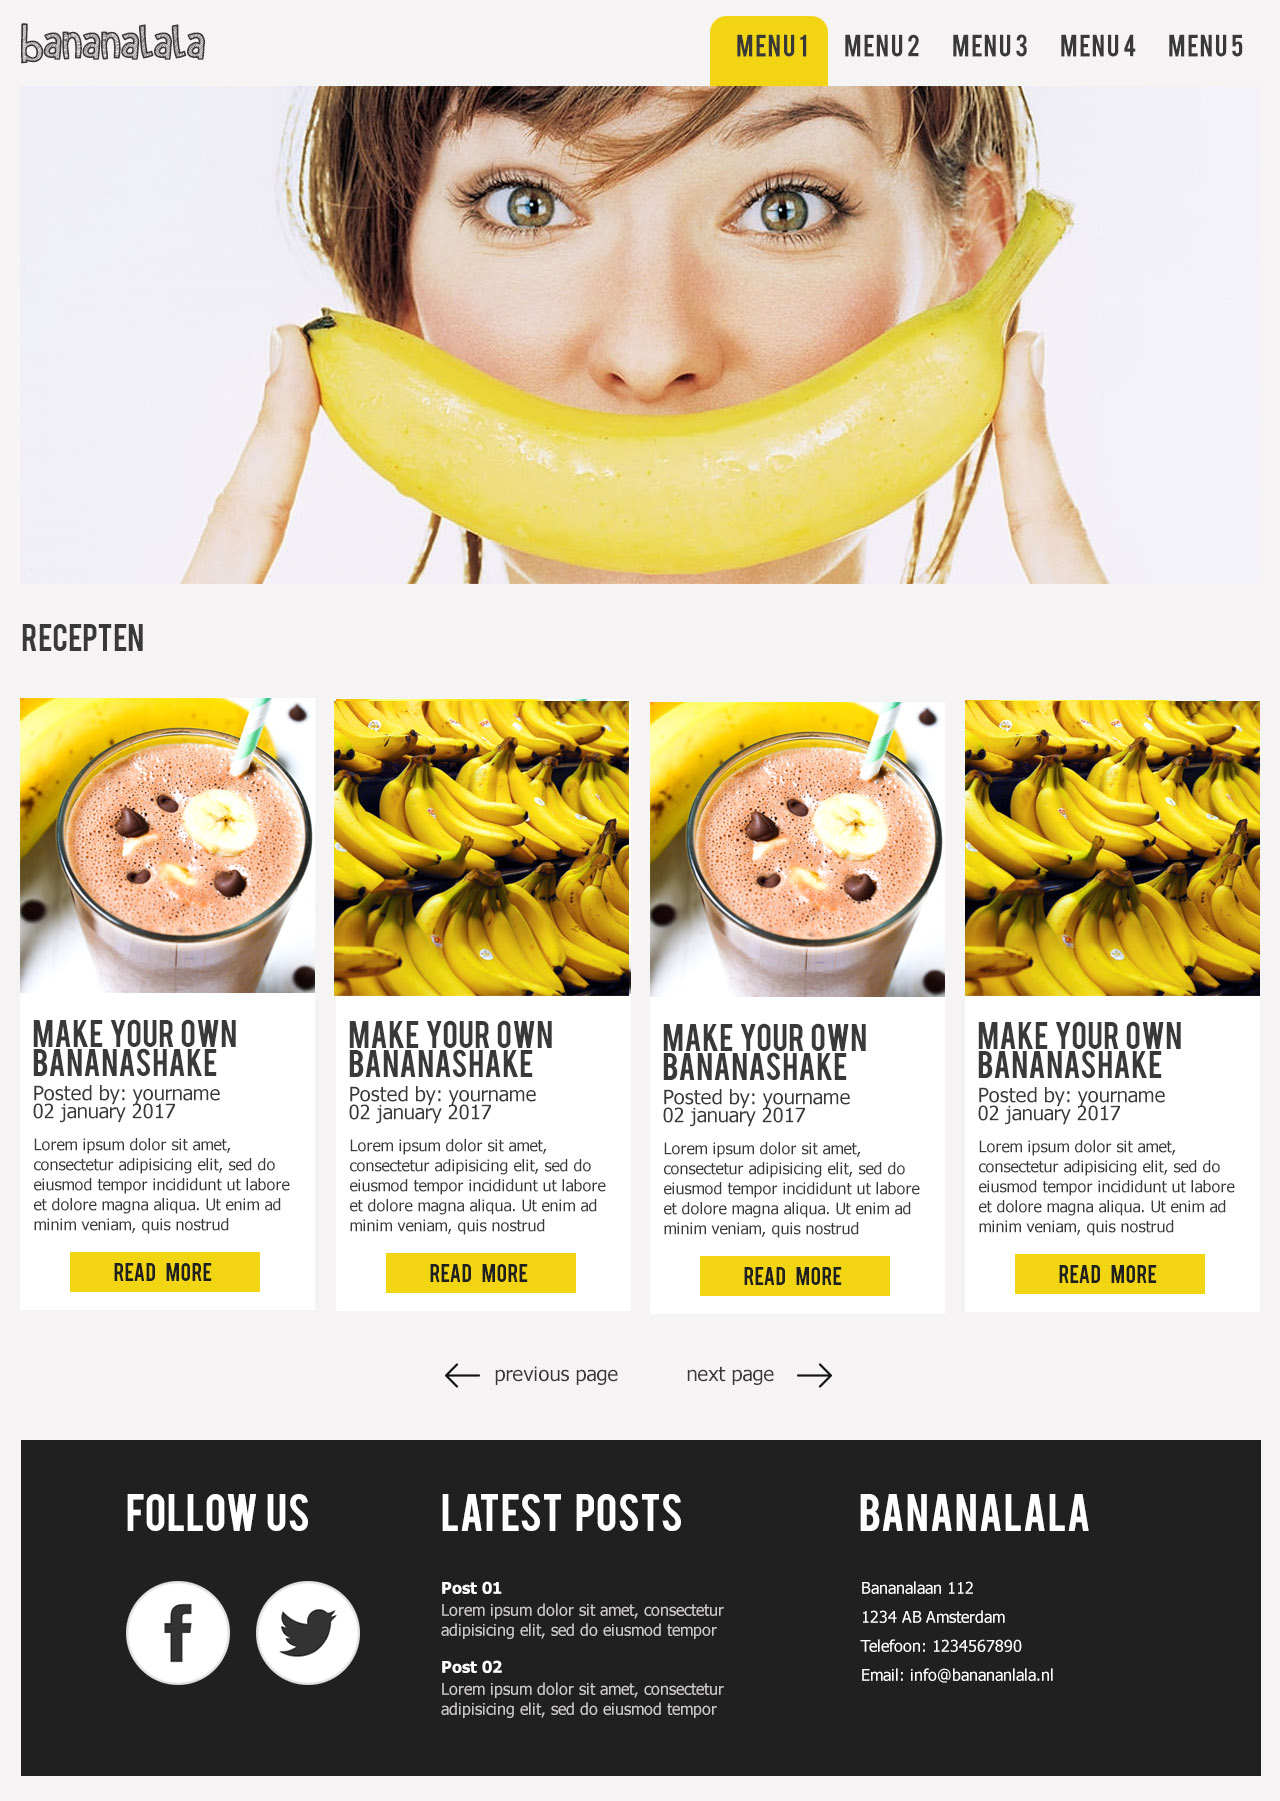 bananalala
MENU 1 MENU 2 MENU 3 MENU 4 MENU 5
RECEPTEN
MAKE YOUR OWN
BANANASHAKE
Posted by: yourname
02 january 2017
Lorem ipsum dolor sit amet,
consectetur adipisicing elit, sed do
eiusmod tempor incididunt ut labore
et dolore magna aliqua. Ut enim ad
minim veniam, quis nostrud
READ MORE
MAKE YOUR OWN
BANANASHAKE
Posted by: yourname
02 january 2017
Lorem ipsum dolor sit amet,
consectetur adipisicing elit, sed do
eiusmod tempor incididunt ut labore
et dolore magna aliqua. Ut enim ad
minim veniam, quis nostrud
READ MORE
MAKE YOUR OWN
BANANASHAKE
Posted by: yourname
02 january 2017
Lorem ipsum dolor sit amet,
consectetur adipisicing elit, sed do
eiusmod tempor incididunt ut labore
et dolore magna aliqua. Ut enim ad
minim veniam, quis nostrud
READ MORE
MAKE YOUR OWN
BANANASHAKE
Posted by: yourname
02 january 2017
Lorem ipsum dolor sit amet,
consectetur adipisicing elit, sed do
eiusmod tempor incididunt ut labore
et dolore magna aliqua. Ut enim ad
minim veniam, quis nostrud
READ MORE
previous page next page
FOLLOW US
LATEST POSTS
Post 01
Lorem ipsum dolor sit amet, consectetur
adipisicing elit, sed do eiusmod tempor
Post 02
Lorem ipsum dolor sit amet, consectetur
adipisicing elit, sed do eiusmod tempor
BANANALALA
Bananalaan 112
1234 AB Amsterdam
Telefoon: 1234567890
Email: info@banananlala.nl